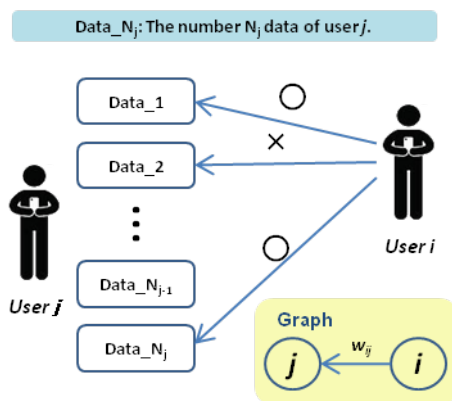 Data_Nj: The number Nj data of user j.
Data_1
Data_2
Data_Nj-1
Data_Nj
User j
User i
Graph
j
wij
i